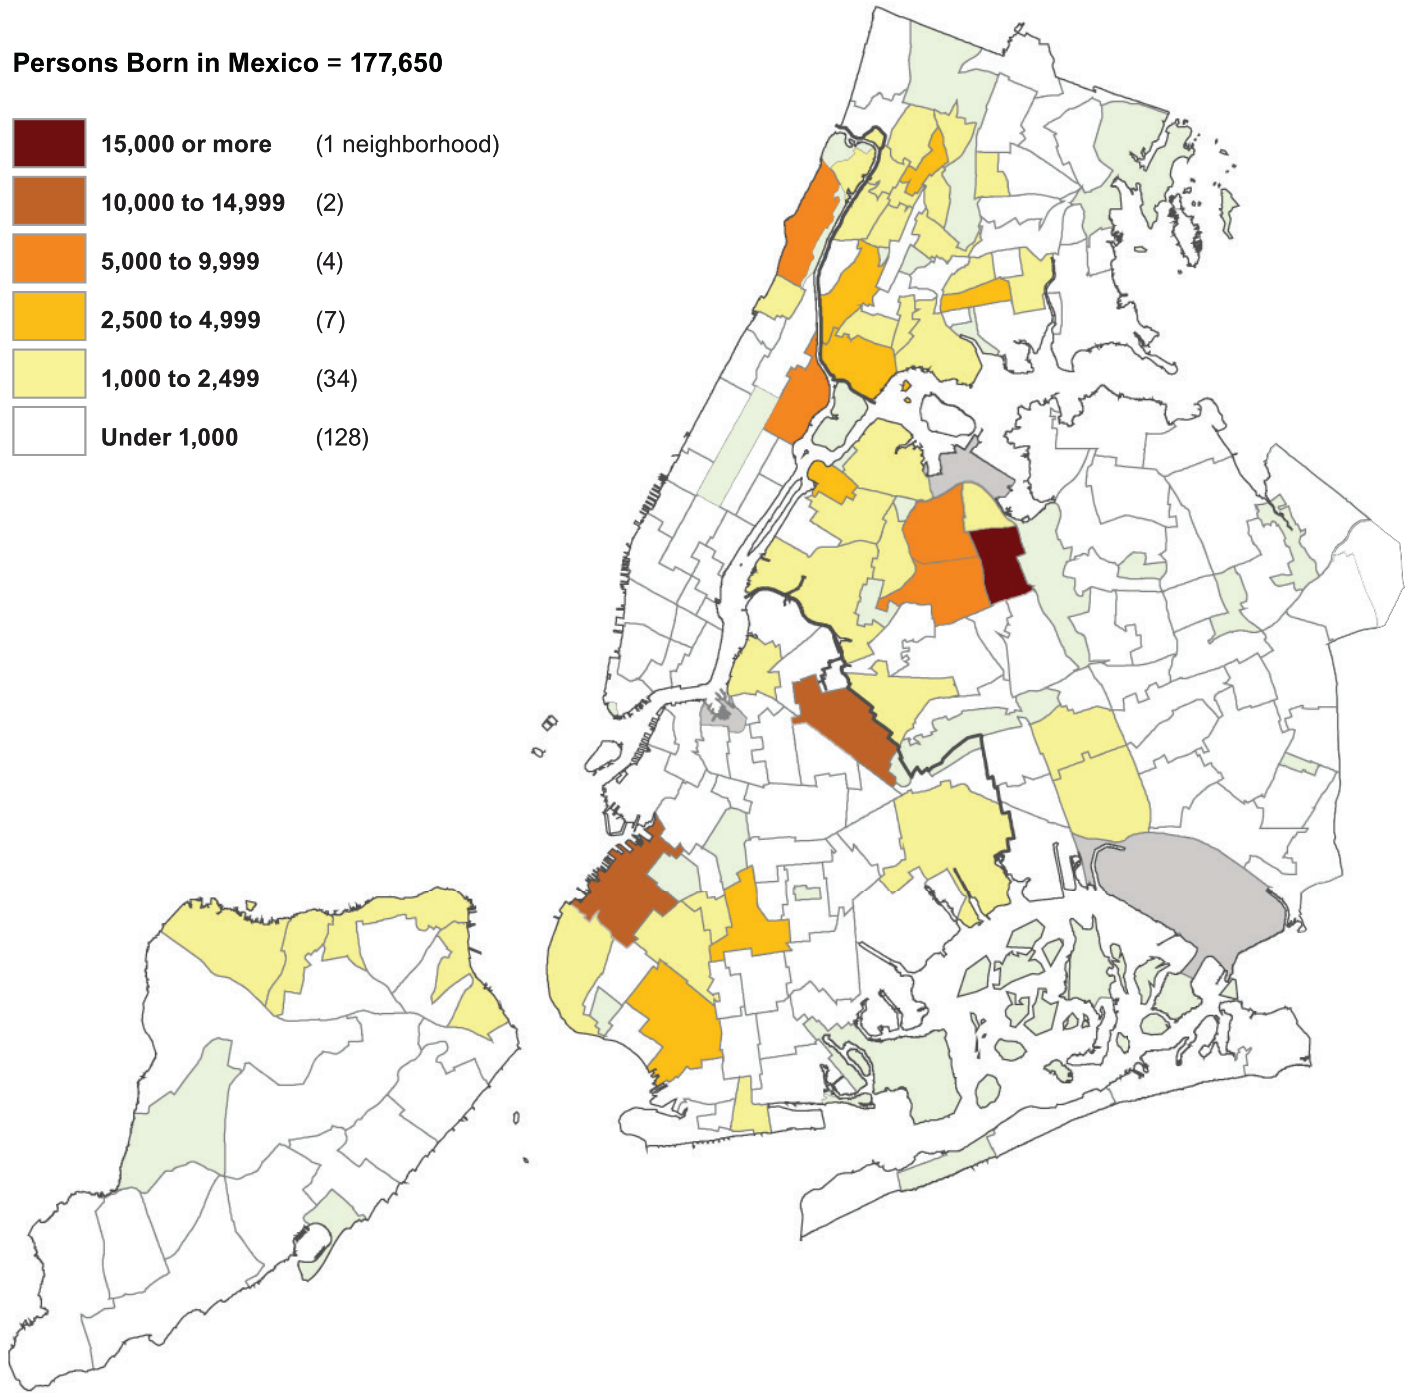 Persons Born in Mexico = 177,650
15,000 or more (1 neighborhood)
10,000 to 14,999 (2)
5,000 to 9,999 (4)
2,500 to 4,999 (7)
1,000 to 2,499 (34)
Under 1,000 (128)